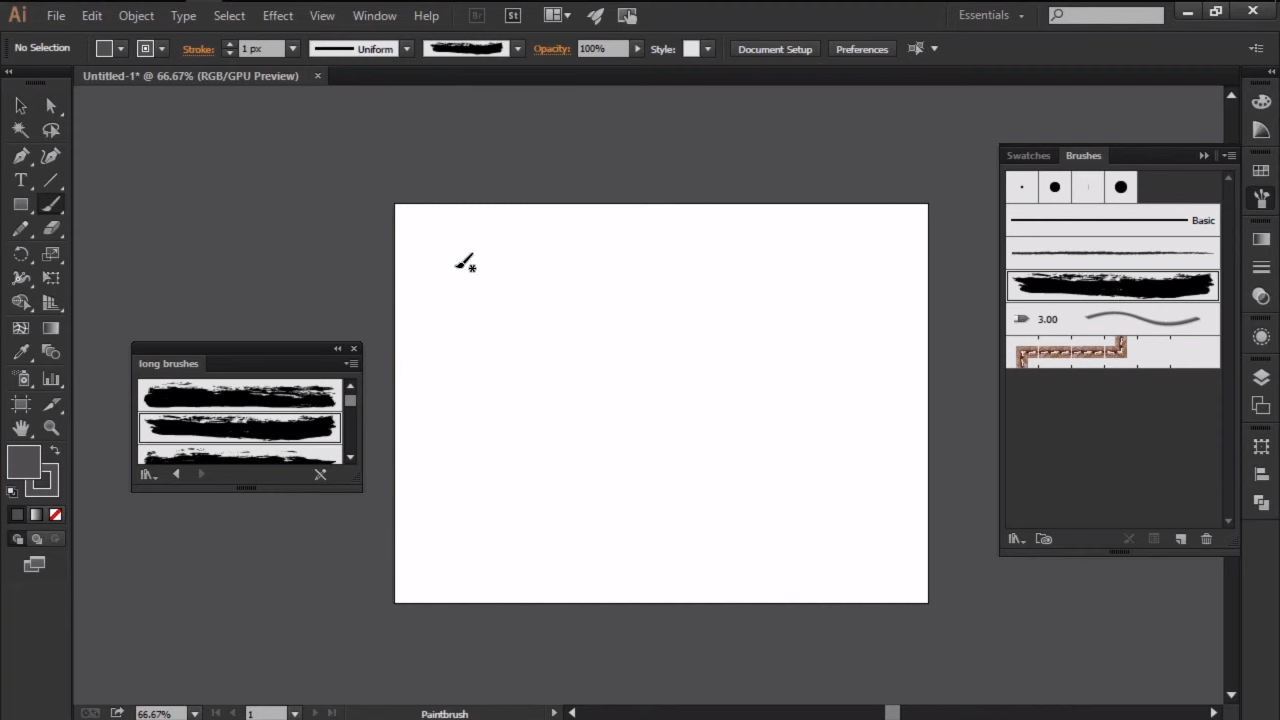 Ai File Edit Object Type Select Effect View Window Help Br St Essentials
No Selection Stroke: 1 px Uniform Opacity: 100% Style: Document Setup Preferences
Untitled-1* @ 66.67% (RGB/GPU Preview)
Swatches Brushes
Basic
3.00
long brushes
66.67% 1 Paintbrush